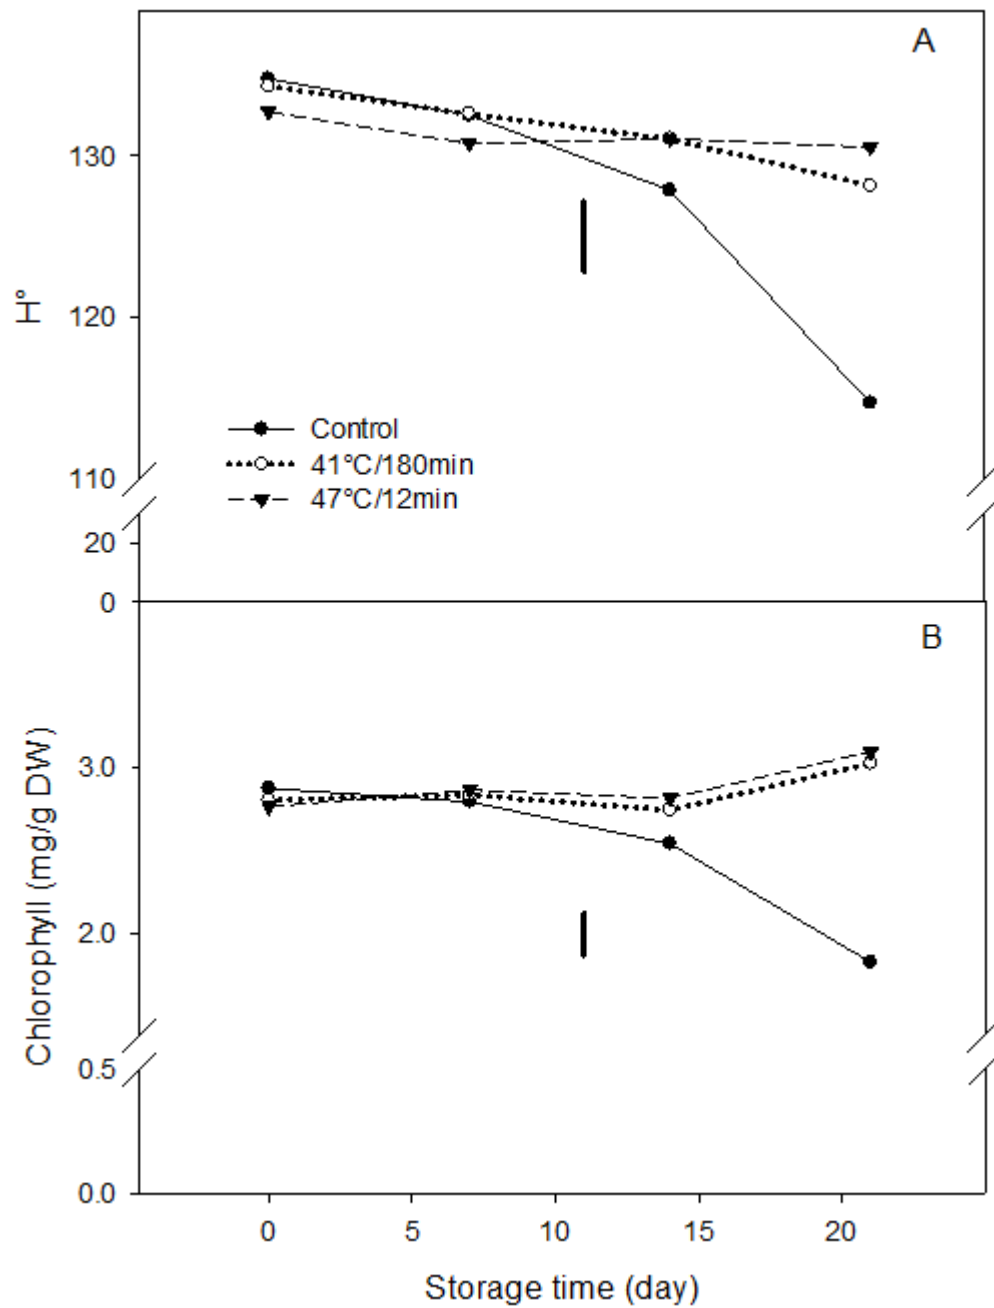 A
130
120
110
20
0
H°
Control
41°C/180min
47°C/12min
B
3.0
2.0
0.5
0.0
Chlorophyll (mg/g DW)
0 5 10 15 20
Storage time (day)